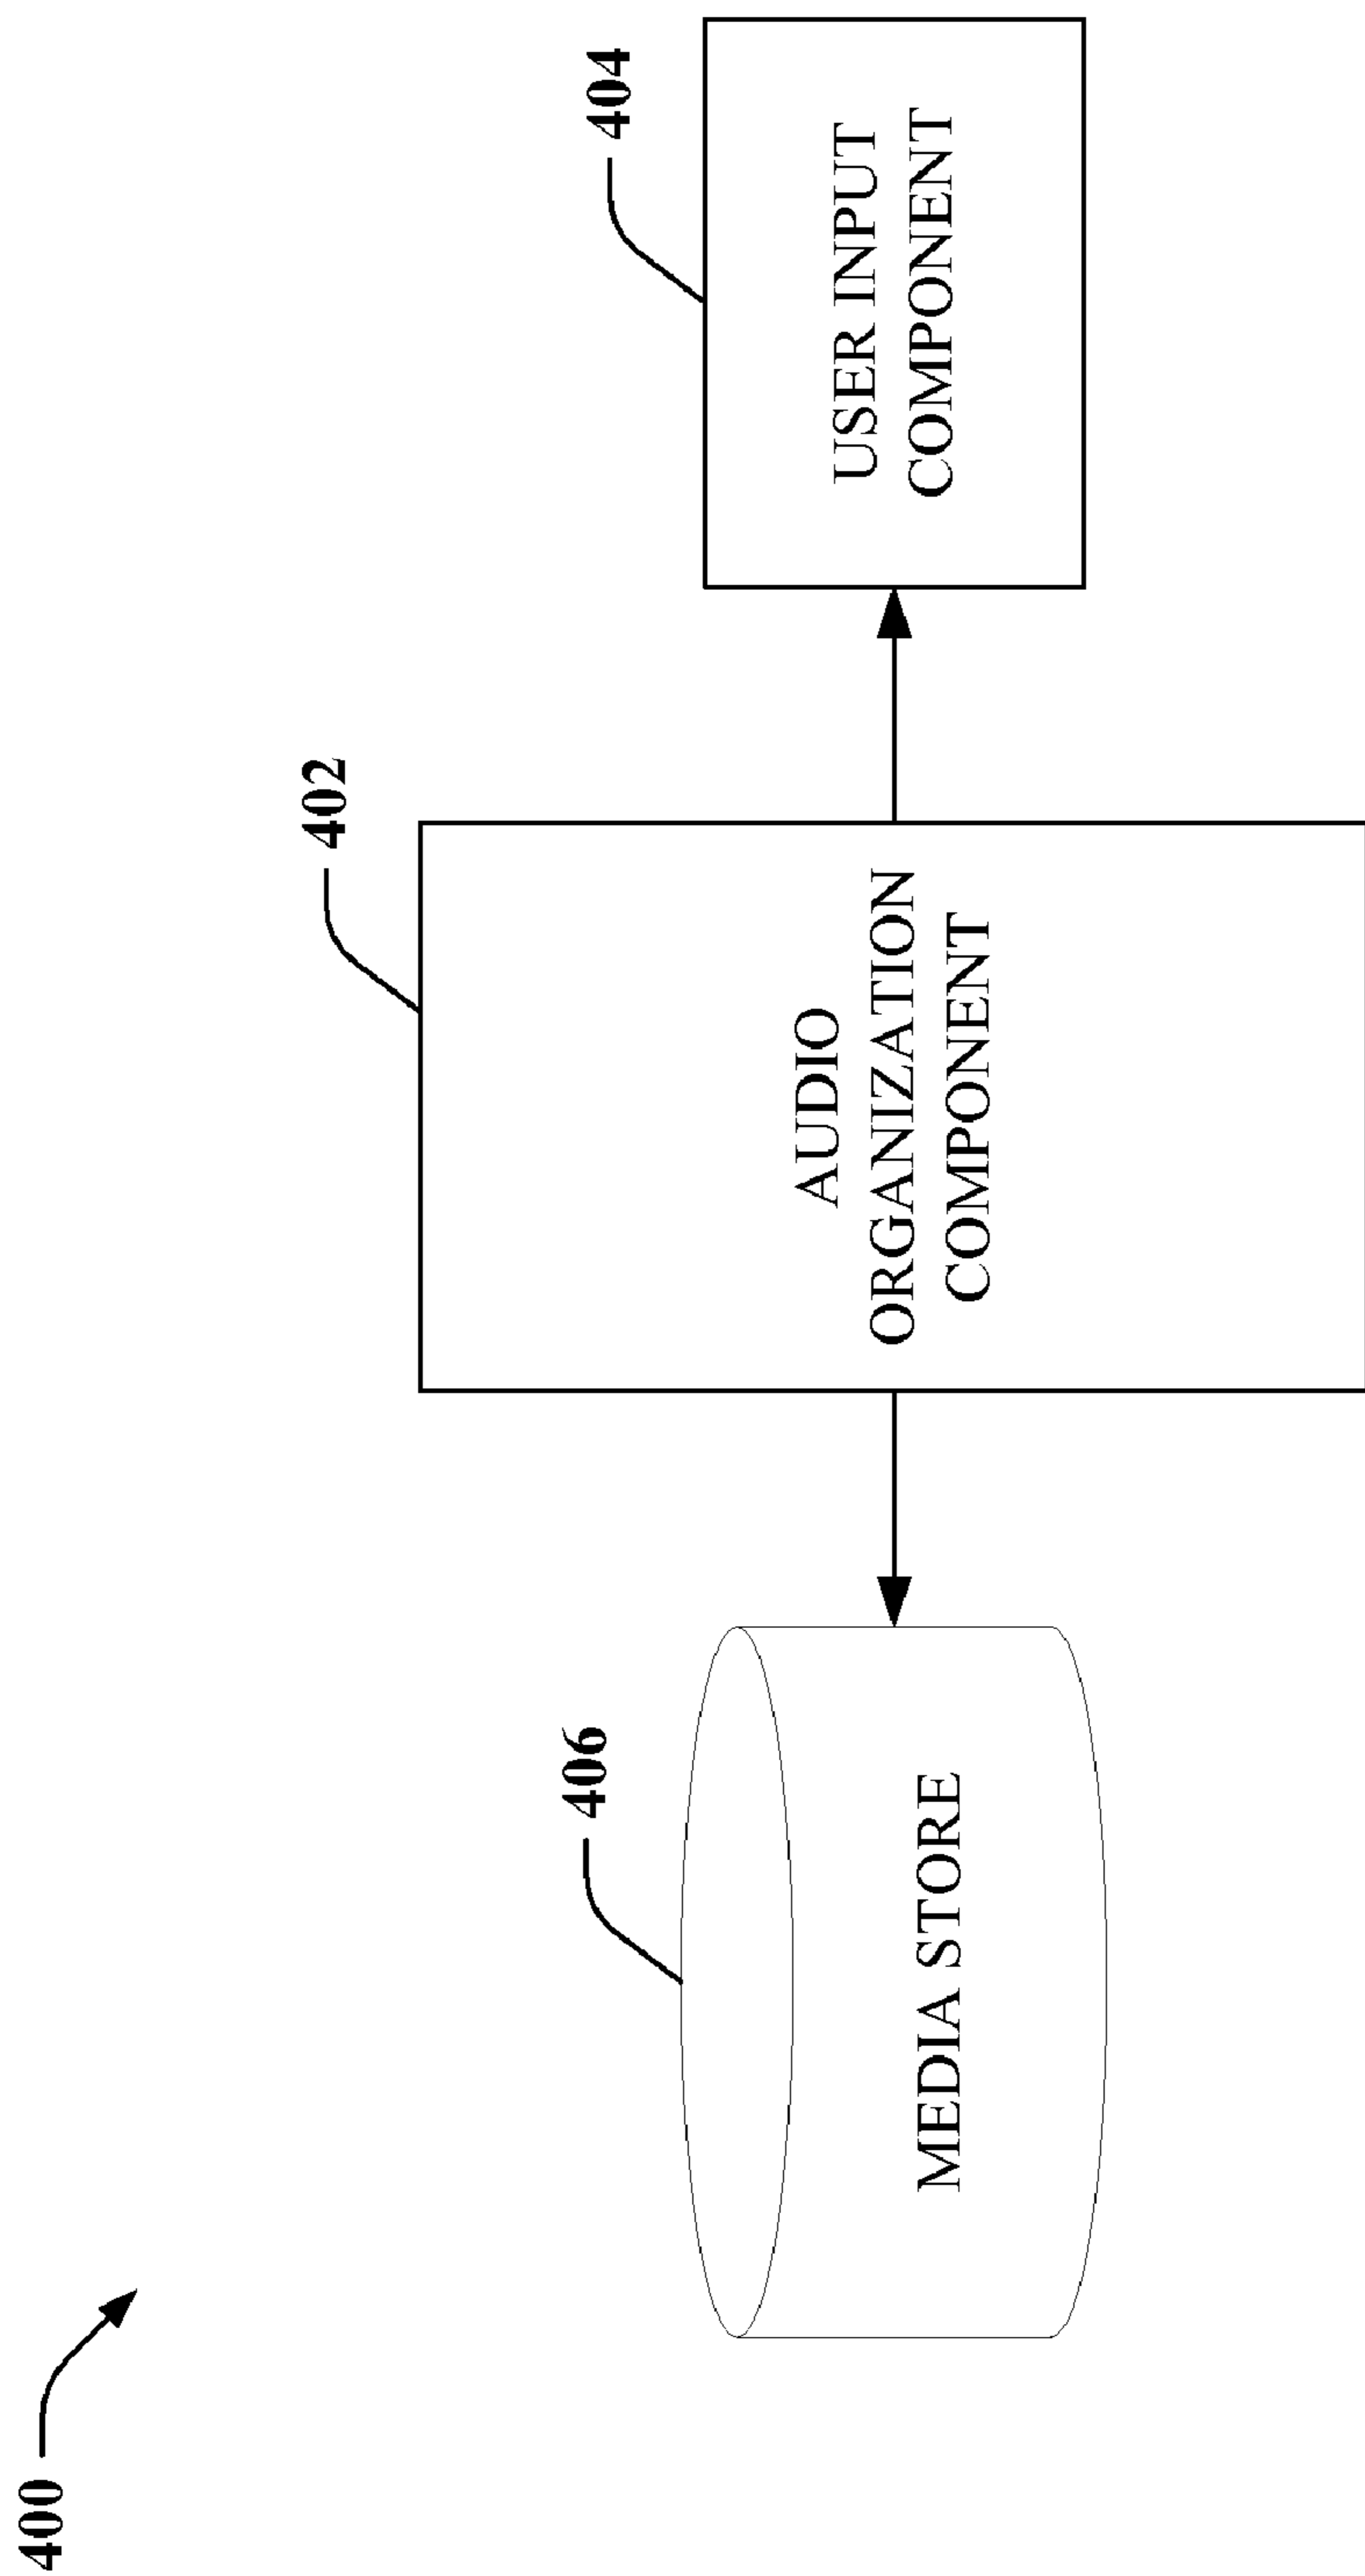 400
402
404
406
AUDIO
ORGANIZATION
COMPONENT
USER INPUT
COMPONENT
MEDIA STORE